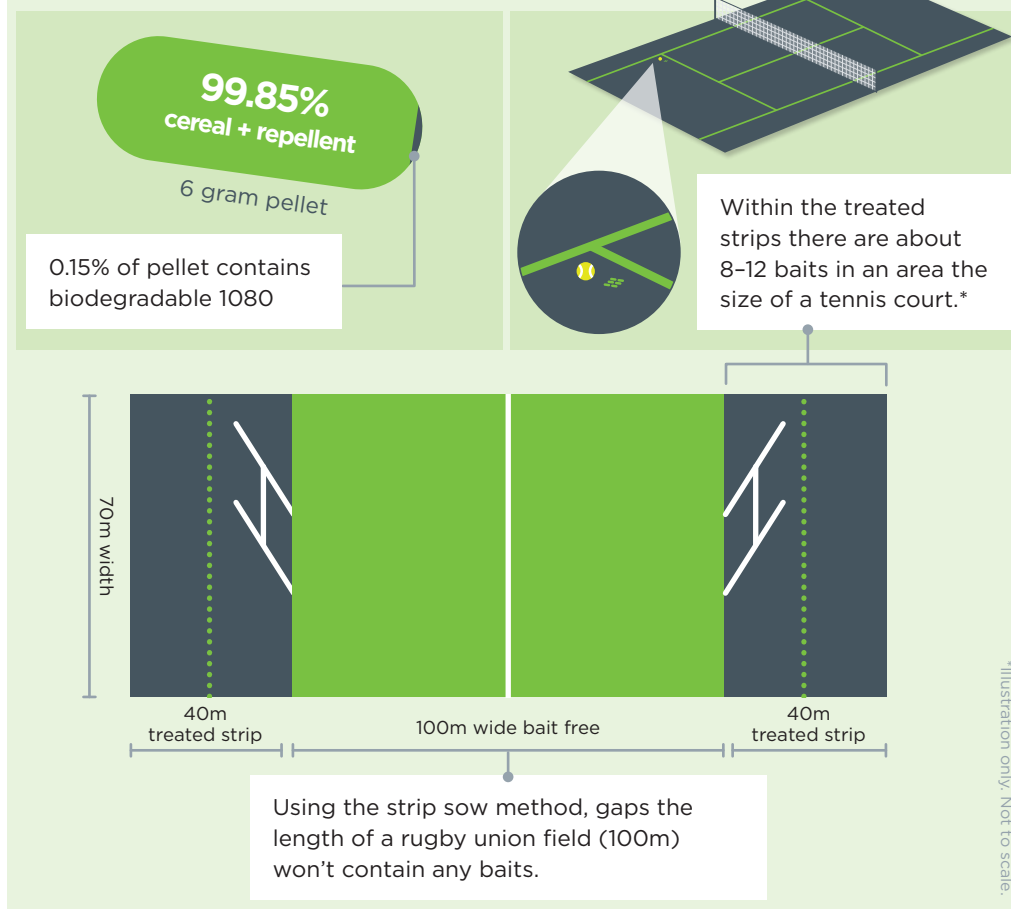 99.85%
cereal + repellent
6 gram pellet
0.15% of pellet contains
biodegradable 1080
Within the treated
strips there are about
8–12 baits in an area the
size of a tennis court.*
70m width
40m
treated strip
100m wide bait free
40m
treated strip
Using the strip sow method, gaps the
length of a rugby union field (100m)
won’t contain any baits.
*Illustration only. Not to scale.